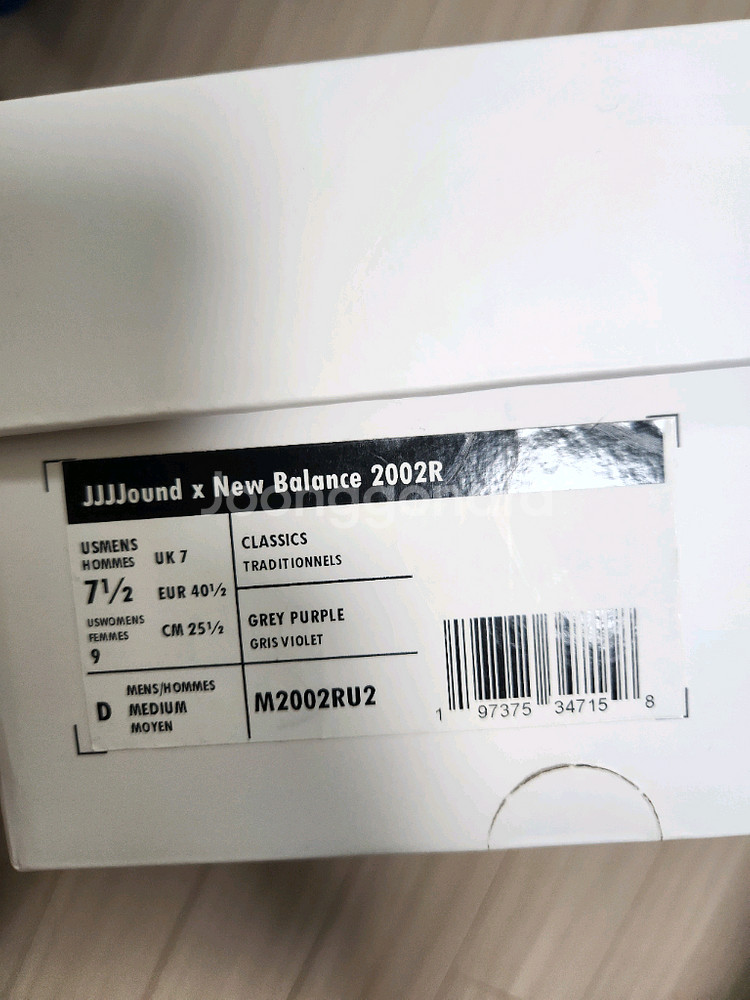 JJJJound x New Balance 2002R
Joonggonara
USMENS
HOMMES
7½
UK 7
EUR 40½
USWOMENS
FEMMES
9
CM 25½
CLASSICS
TRADITIONNELS
GREY PURPLE
GRIS VIOLET
D
MENS/HOMMES
MEDIUM
MOYEN
M2002RU2
1 97375 34715 8